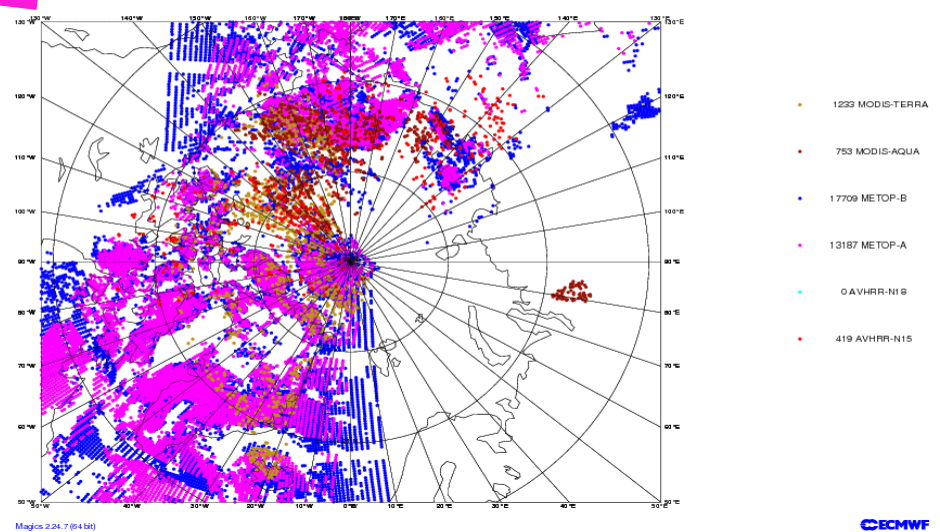 130°W 140°W 150°W 160°W 170°W 180°E 170°E 160°E 150°E 140°E 130°E
120°W 120°E
110°W 110°E
100°W 100°E
90°W 90°E
80°W 80°E
70°W 70°E
60°W 60°E
50°W 40°W 30°W 20°W 10°W 0°E 10°E 20°E 30°E 40°E 50°E
1233 MODIS-TERRA
753 MODIS-AQUA
17709 METOP-B
13187 METOP-A
0 AVHRR-N18
419 AVHRR-N15
Magics 2.24.7 (64 bit)
ECMWF